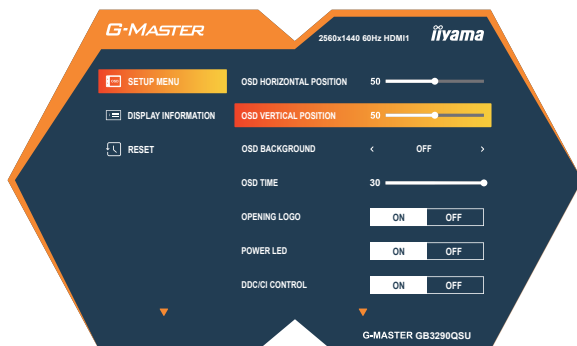 G-MASTER
2560x1440 60Hz HDMI1
iiyama
SETUP MENU
DISPLAY INFORMATION
RESET
OSD HORIZONTAL POSITION 50
OSD VERTICAL POSITION 50
OSD BACKGROUND ‹ OFF ›
OSD TIME 30
OPENING LOGO ON OFF
POWER LED ON OFF
DDC/CI CONTROL ON OFF
G-MASTER GB3290QSU